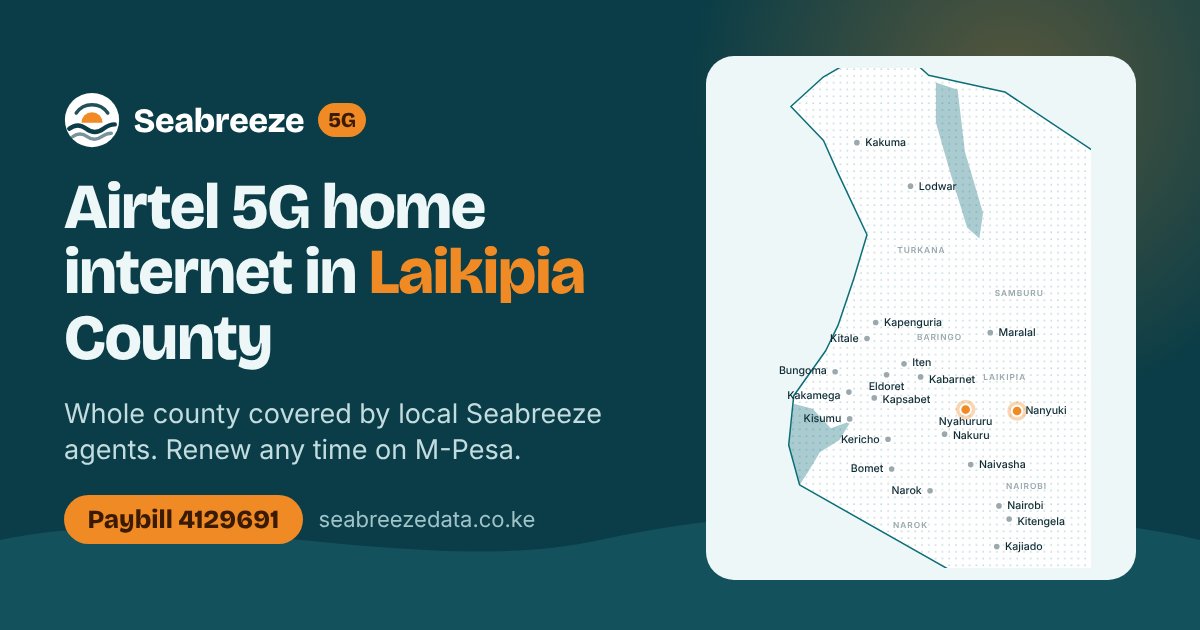 Seabreeze 5G
Airtel 5G home
internet in Laikipia
County
Whole county covered by local Seabreeze
agents. Renew any time on M-Pesa.
Paybill 4129691 seabreezedata.co.ke
Kakuma
Lodwar
TURKANA
SAMBURU
Kapenguria
Maralal
Kitale
BARINGO
Iten
Bungoma
Kabarnet
LAIKIPIA
Eldoret
Kakamega
Kapsabet
Nanyuki
Kisumu
Nyahururu
Nakuru
Kericho
Naivasha
Bomet
NAIROBI
Narok
Nairobi
Kitengela
NAROK
Kajiado